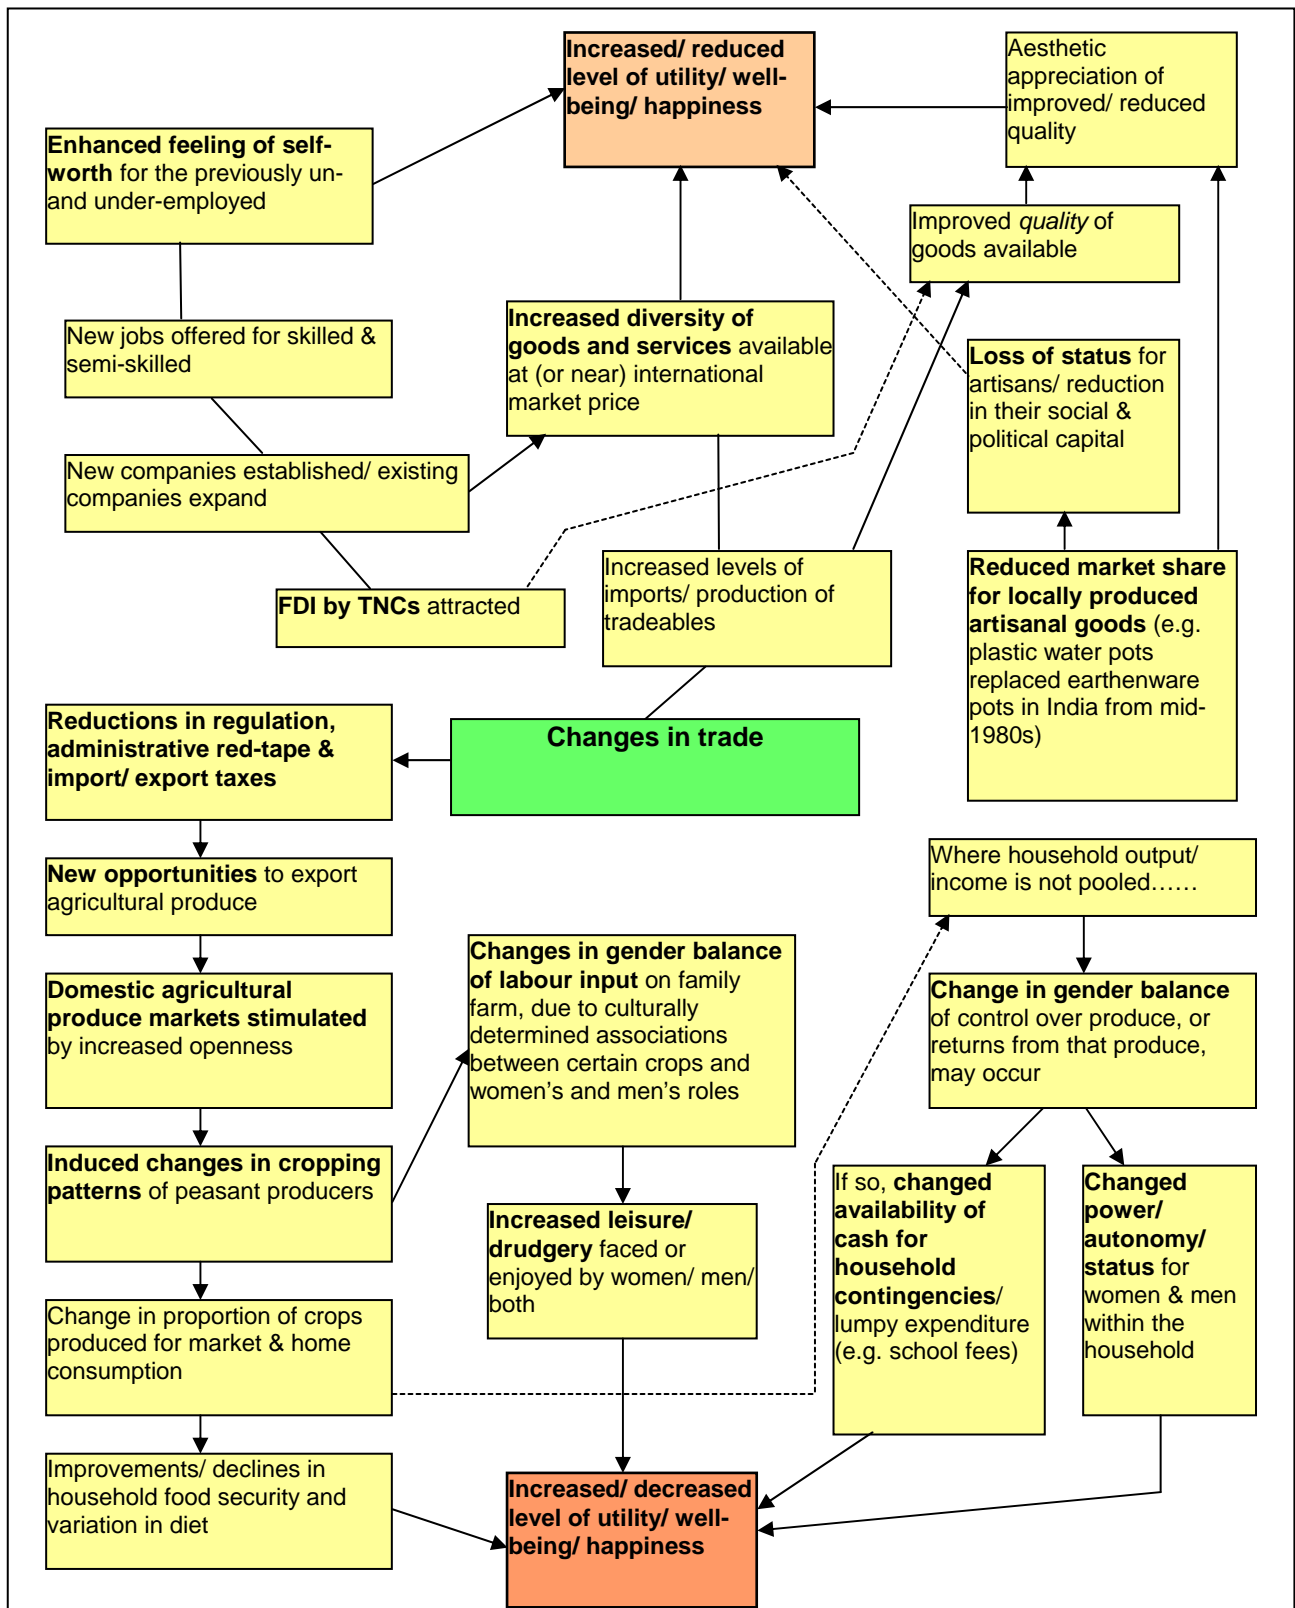 Increased/ reduced
level of utility/ well-
being/ happiness
Aesthetic
appreciation of
improved/ reduced
quality
Enhanced feeling of self-
worth for the previously un-
and under-employed
Improved quality of
goods available
New jobs offered for skilled &
semi-skilled
Increased diversity of
goods and services available
at (or near) international
market price
Loss of status for
artisans/ reduction
in their social &
political capital
New companies established/ existing
companies expand
FDI by TNCs attracted
Increased levels of
imports/ production of
tradeables
Reduced market share
for locally produced
artisanal goods (e.g.
plastic water pots
replaced earthenware
pots in India from mid-
1980s)
Reductions in regulation,
administrative red-tape &
import/ export taxes
Changes in trade
New opportunities to export
agricultural produce
Where household output/
income is not pooled……
Domestic agricultural
produce markets stimulated
by increased openness
Changes in gender balance
of labour input on family
farm, due to culturally
determined associations
between certain crops and
women’s and men’s roles
Change in gender balance
of control over produce, or
returns from that produce,
may occur
Induced changes in cropping
patterns of peasant producers
Increased leisure/
drudgery faced or
enjoyed by women/ men/
both
If so, changed
availability of
cash for
household
contingencies/
lumpy expenditure
(e.g. school fees)
Changed
power/
autonomy/
status for
women & men
within the
household
Change in proportion of crops
produced for market & home
consumption
Improvements/ declines in
household food security and
variation in diet
Increased/ decreased
level of utility/ well-
being/ happiness